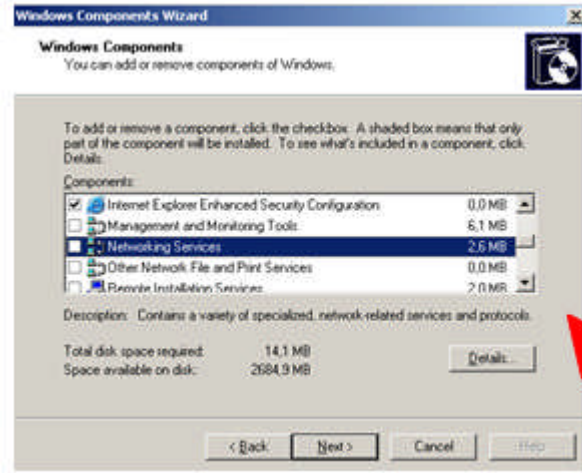 Windows Components Wizard
Windows Components
You can add or remove components of Windows.
To add or remove a component, click the checkbox. A shaded box means that only
part of the component will be installed. To see what's included in a component, click
Details.
Components:
Internet Explorer Enhanced Security Configuration 0,0 MB
Management and Monitoring Tools 6,1 MB
Networking Services 2,6 MB
Other Network File and Print Services 0,0 MB
Remote Installation Services 2,0 MB
Description: Contains a variety of specialized, network-related services and protocols.
Total disk space required: 14,1 MB
Space available on disk: 2684,9 MB
Details...
< Back
Next >
Cancel
Help